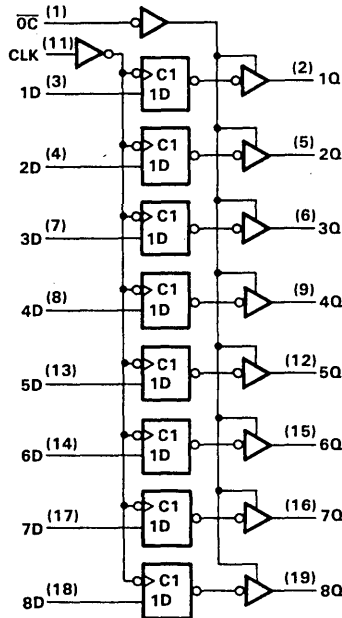 OC (1)
CLK (11)
C1
1D (3) 1D (2) 1Q
C1
2D (4) 1D (5) 2Q
C1
3D (7) 1D (6) 3Q
C1
4D (8) 1D (9) 4Q
C1
5D (13) 1D (12) 5Q
C1
6D (14) 1D (15) 6Q
C1
7D (17) 1D (16) 7Q
C1
8D (18) 1D (19) 8Q